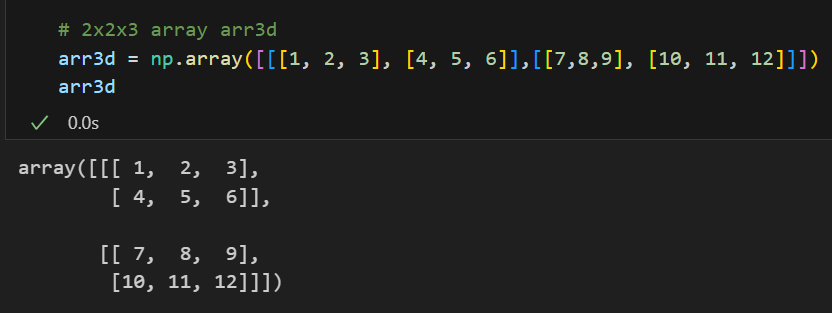 # 2x2x3 array arr3d
arr3d = np.array([[[1, 2, 3], [4, 5, 6]],[[7,8,9], [10, 11, 12]]])
arr3d
0.0s
array([[[ 1,  2,  3],
        [ 4,  5,  6]],
       [[ 7,  8,  9],
        [10, 11, 12]]])